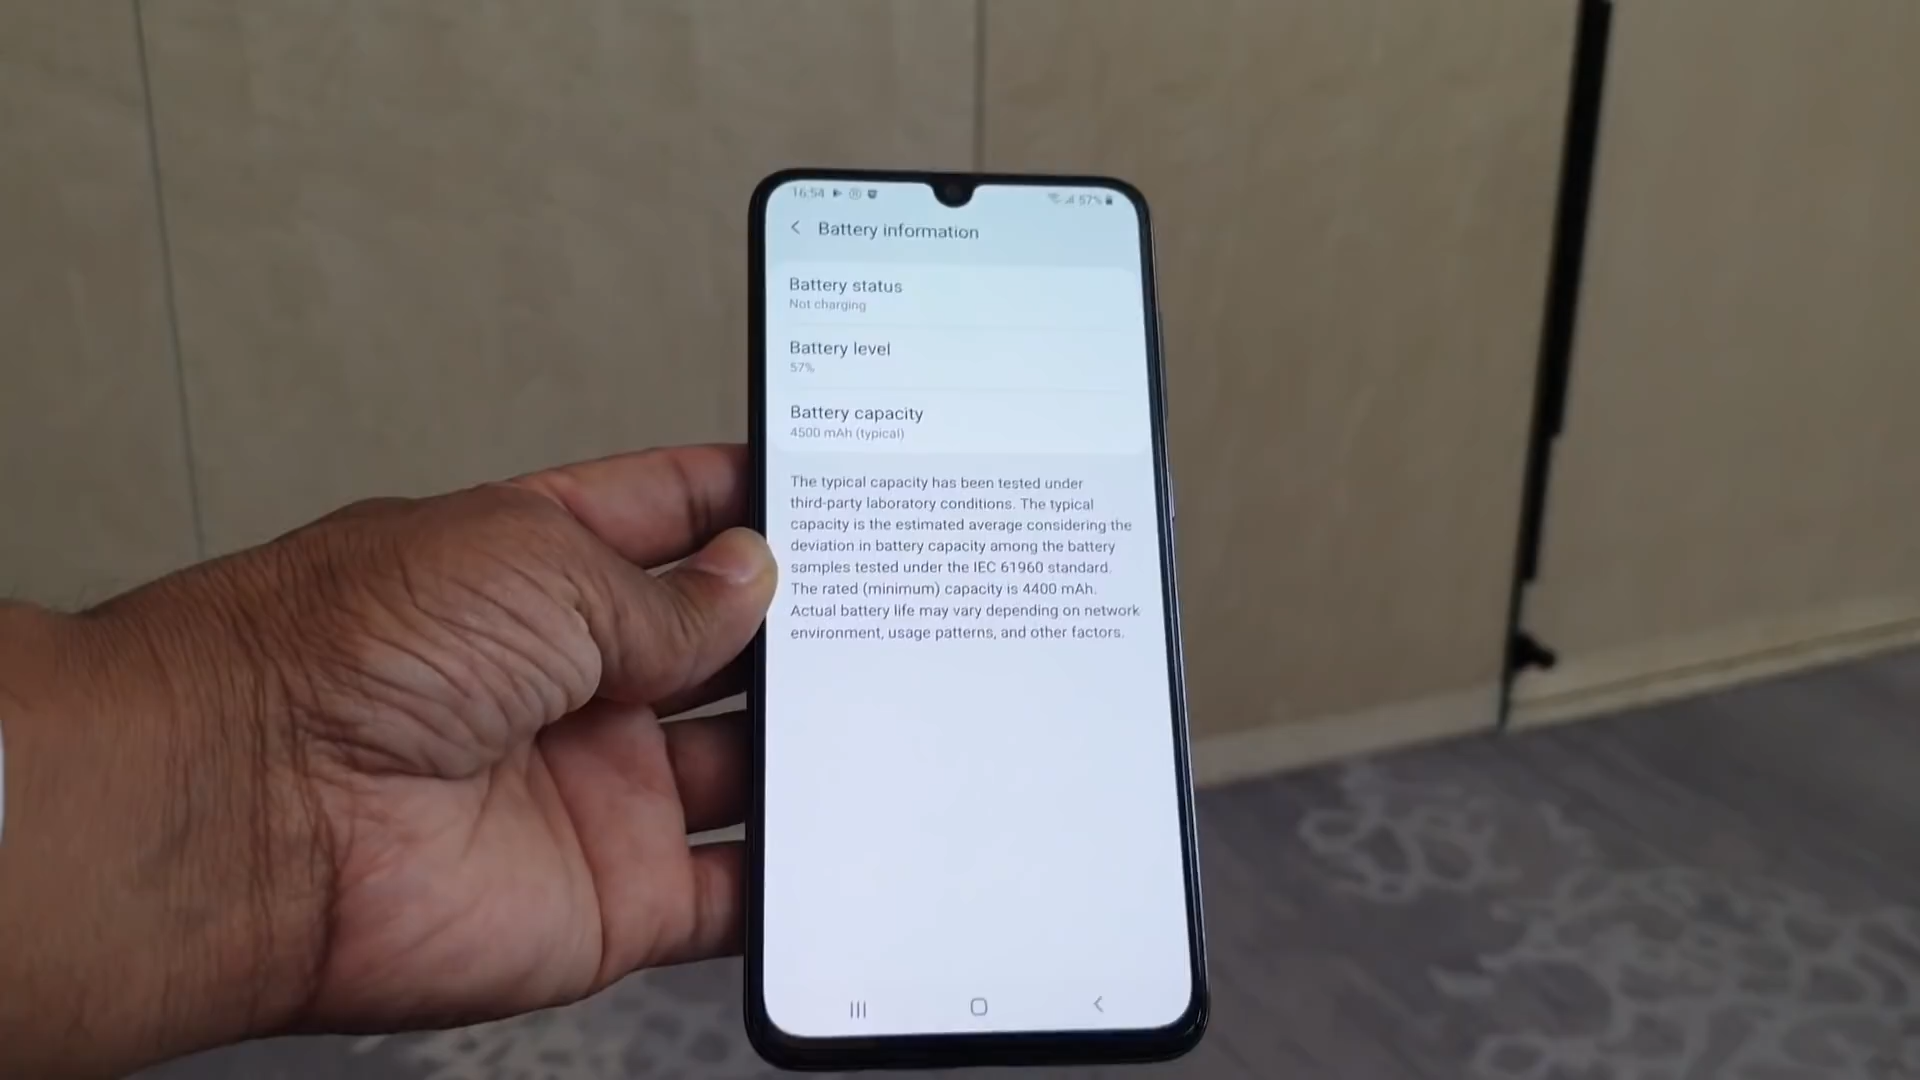 16:54
57%
Battery information
Battery status
Not charging
Battery level
57%
Battery capacity
4500 mAh (typical)
The typical capacity has been tested under
third-party laboratory conditions. The typical
capacity is the estimated average considering the
deviation in battery capacity among the battery
samples tested under the IEC 61960 standard.
The rated (minimum) capacity is 4400 mAh.
Actual battery life may vary depending on network
environment, usage patterns, and other factors.